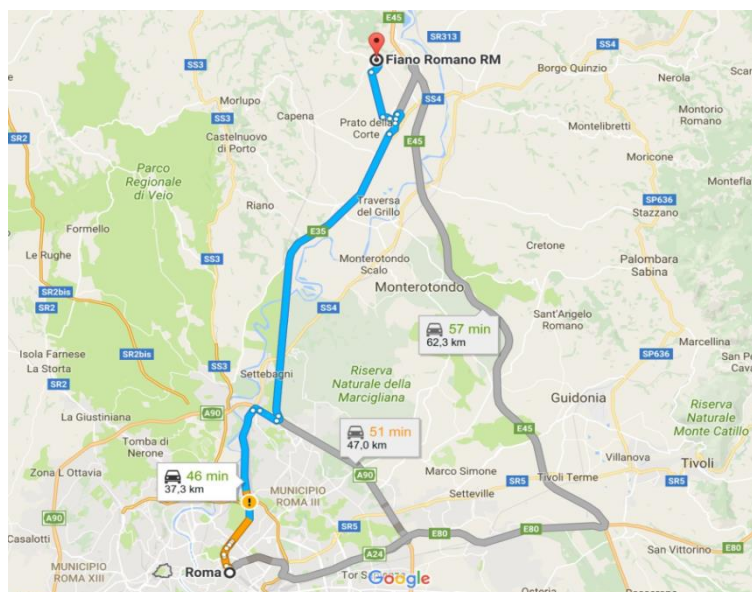 E45
SR313
SS3
Fiano Romano RM
SS4
Borgo Quinzio
Nerola
Morlupo
SS3
Capena
SS4
Prato della
Corte
Montorio
Romano
SR2
Castelnuovo
di Porto
E45
Montelibretti
Moricone
Parco
Regionale
di Veio
Montefla
SP636
Traversa
del Grillo
Stazzano
Riano
Formello
E35
Cretone
Le Rughe
SS3
Monterotondo
Scalo
Palombara
Sabina
Monterotondo
SR2bis
SR2
SS4
Sant'Angelo
Romano
57 min
62,3 km
Marcellina
Isola Farnese
SR2bis
SS3
SP636
La Storta
Settebagni
Riserva
Naturale della
Marcigliana
SR2
Guidonia
La Giustiniana
A90
51 min
47,0 km
Riserva
Naturale
Monte Catillo
E45
Tomba di
Nerone
Villanova
Tivoli
Zona L Ottavia
46 min
37,3 km
A90
Marco Simone
Tivoli Terme
MUNICIPIO
ROMA III
Setteville
SR5
A90
SR5
Casalotti
E80
E80
San Vittorino
A24
E80
MUNICIPIO
ROMA XIII
Roma
Google